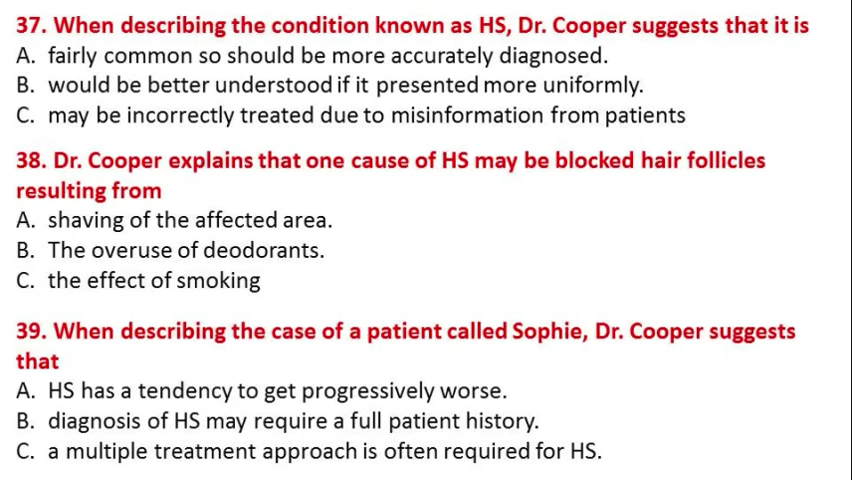 37. When describing the condition known as HS, Dr. Cooper suggests that it is
A. fairly common so should be more accurately diagnosed.
B. would be better understood if it presented more uniformly.
C. may be incorrectly treated due to misinformation from patients
38. Dr. Cooper explains that one cause of HS may be blocked hair follicles
resulting from
A. shaving of the affected area.
B. The overuse of deodorants.
C. the effect of smoking
39. When describing the case of a patient called Sophie, Dr. Cooper suggests
that
A. HS has a tendency to get progressively worse.
B. diagnosis of HS may require a full patient history.
C. a multiple treatment approach is often required for HS.